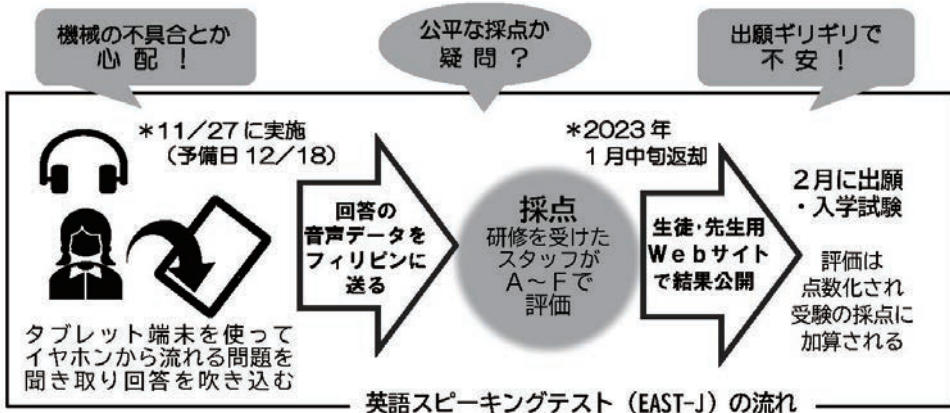 機械の不具合とか
心配!
公平な採点か
疑問?
出願ギリギリで
不安!
*11/27に実施
(予備日12/18)
タブレット端末を使って
イヤホンから流れる問題を
聞き取り回答を吹き込む
回答の
音声データを
フィリピンに
送る
採点
研修を受けた
スタッフが
A~Fで
評価
*2023年
1月中旬返却
生徒・先生用
Webサイト
で結果公開
2月に出願
・入学試験
評価は
点数化され
受験の採点に
加算される
英語スピーキングテスト(EAST-J)の流れ